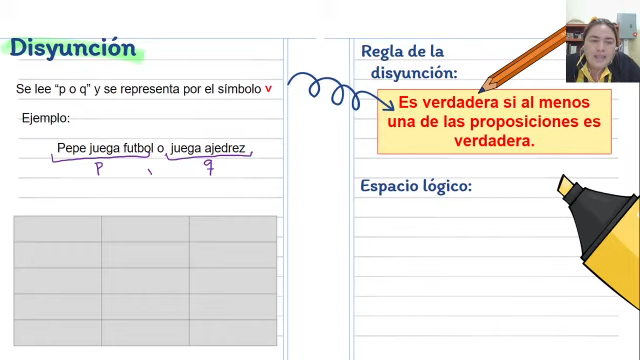 Disyunción
Se lee “p o q” y se representa por el símbolo v
Ejemplo:
Pepe juega futbol o juega ajedrez
p q
Regla de la
disyunción:
Es verdadera si al menos
una de las proposiciones es
verdadera.
Espacio lógico: